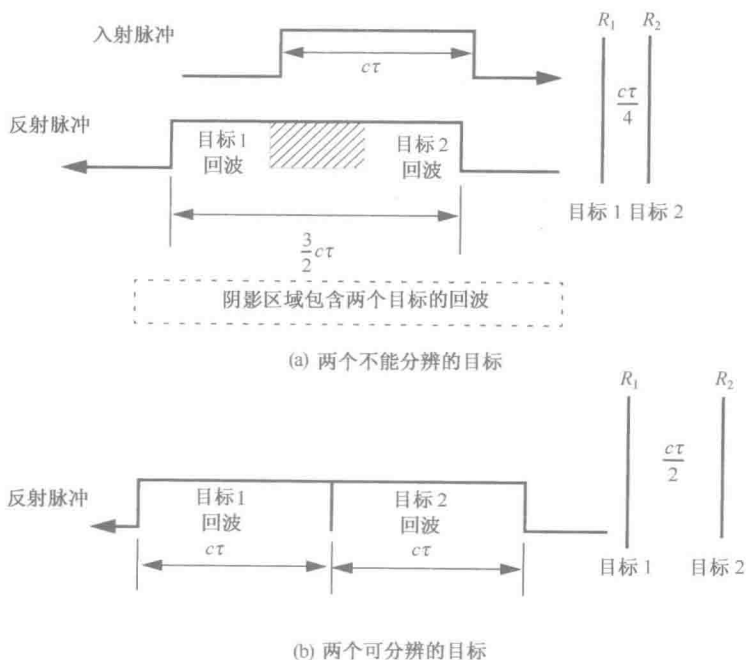 入射脉冲
cτ
R₁ R₂
cτ/4
反射脉冲
目标1
回波
目标2
回波
目标1 目标2
3/2 cτ
阴影区域包含两个目标的回波
(a) 两个不能分辨的目标
R₁ R₂
cτ/2
反射脉冲
目标1
回波
目标2
回波
cτ cτ
目标1 目标2
(b) 两个可分辨的目标